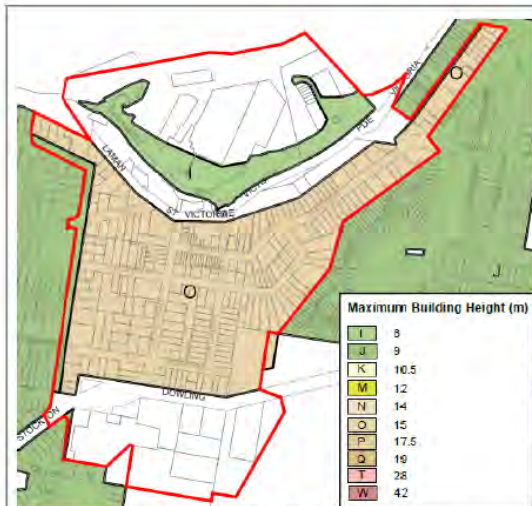 VICTORIA
PDE
O
LAMAN
ST
VICTORIA
I
VICTORIAE
O
J
DOWLING
STOCKTON
Maximum Building Height (m)
I 8
J 9
K 10.5
M 12
N 14
O 15
P 17.5
Q 19
T 28
W 42